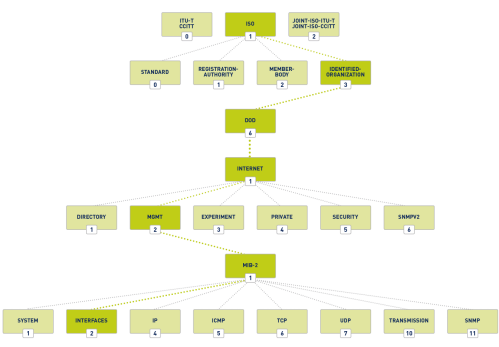 ITU-T
CCITT
0
ISO
1
JOINT-ISO-ITU-T
JOINT-ISO-CCITT
2
STANDARD
0
REGISTRATION-
AUTHORITY
1
MEMBER-
BODY
2
IDENTIFIED-
ORGANIZATION
3
DOD
6
INTERNET
1
DIRECTORY
1
MGMT
2
EXPERIMENT
3
PRIVATE
4
SECURITY
5
SNMPV2
6
MIB-2
1
SYSTEM
1
INTERFACES
2
IP
4
ICMP
5
TCP
6
UDP
7
TRANSMISSION
10
SNMP
11